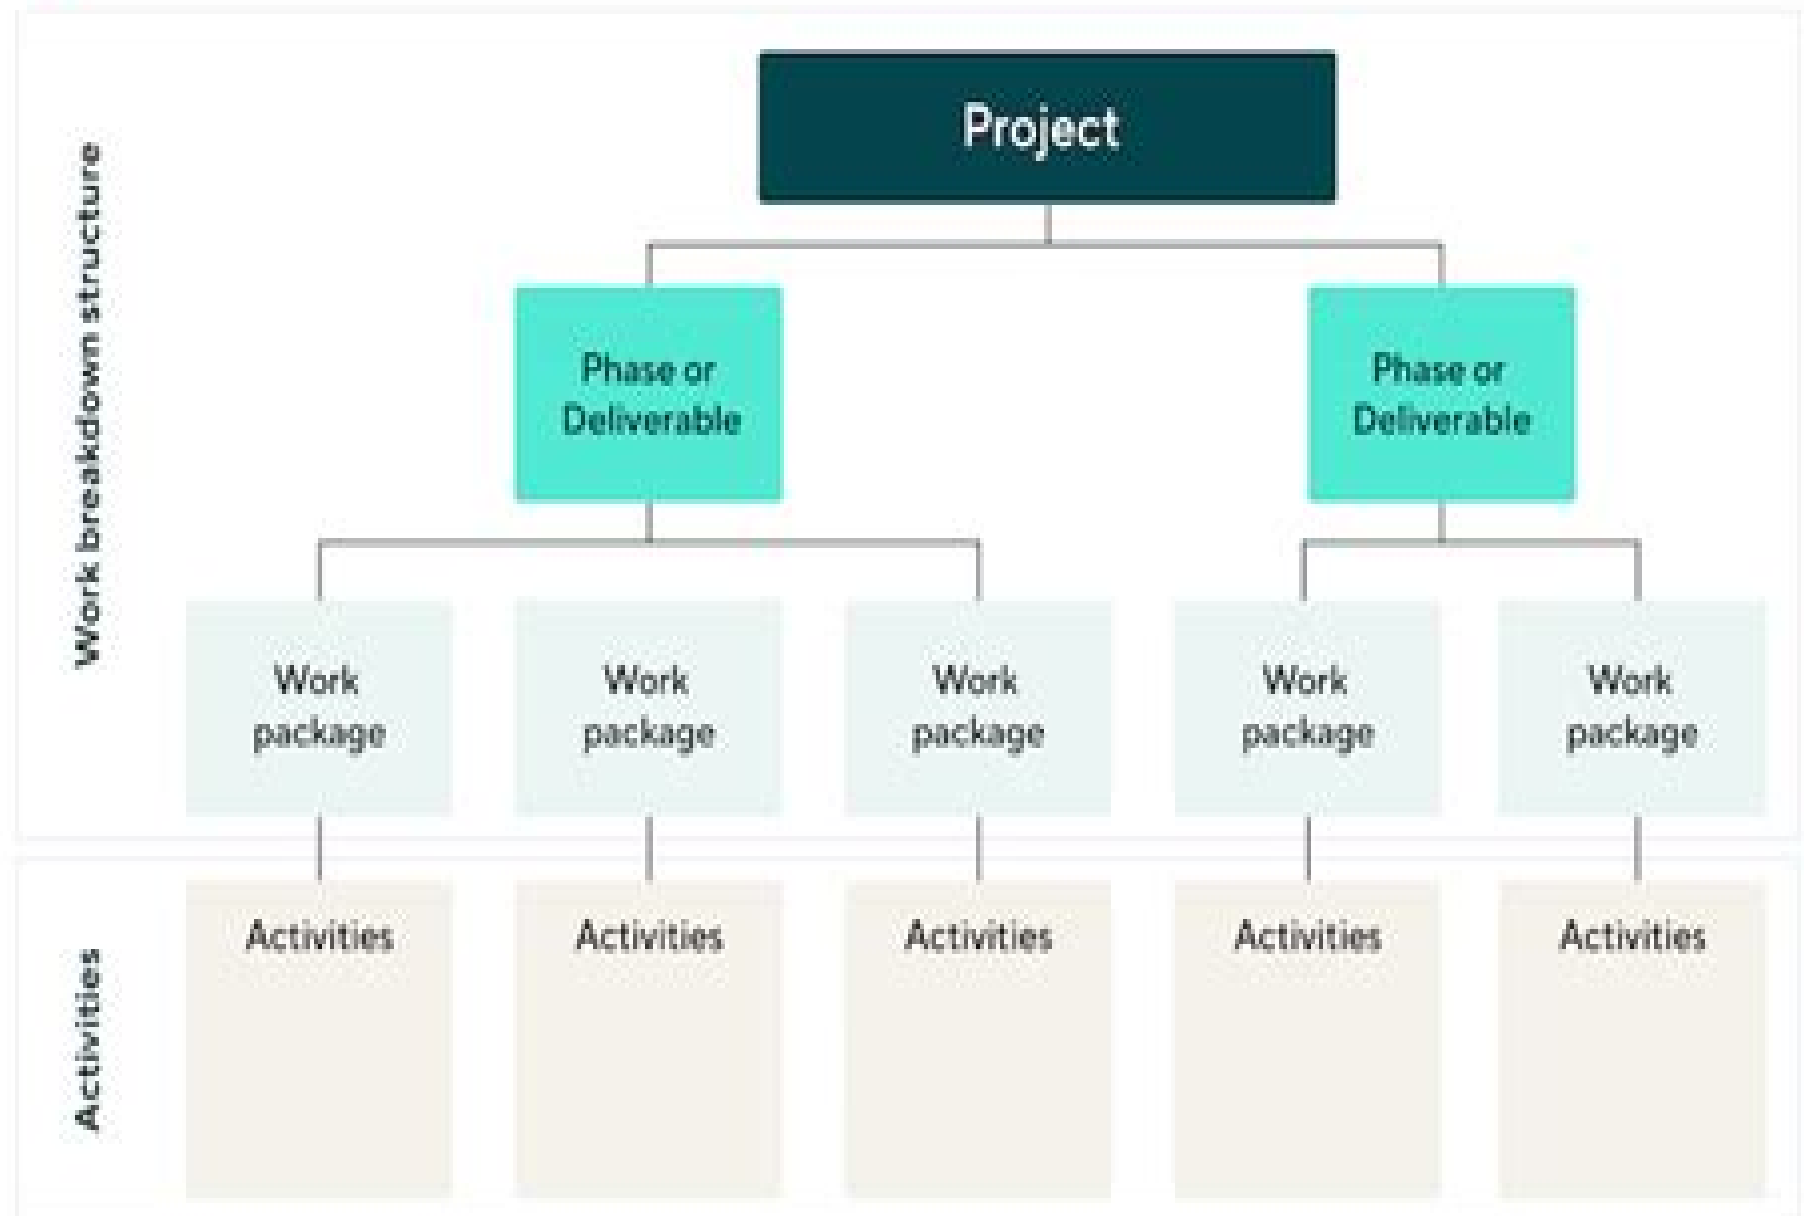 Work breakdown structure
Project
Phase or
Deliverable
Phase or
Deliverable
Work
package
Work
package
Work
package
Work
package
Work
package
Activities
Activities
Activities
Activities
Activities
Activities